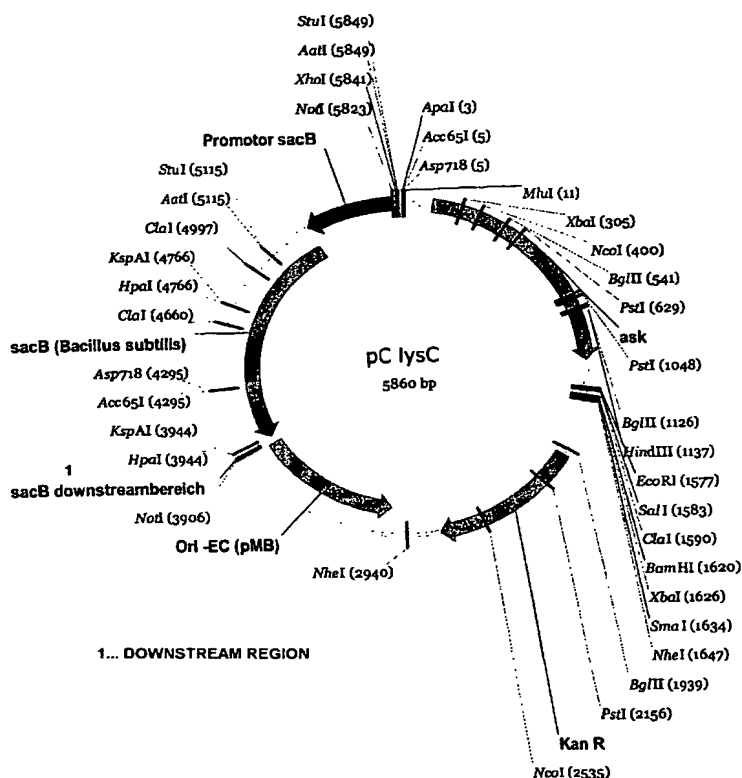 StuI (5849)
AatI (5849)
XhoI (5841)
NotI (5823)
Promotor sacB
StuI (5115)
AatI (5115)
ClaI (4997)
KspAI (4766)
HpaI (4766)
ClaI (4660)
sacB (Bacillus subtilis)
Asp718 (4295)
Acc65I (4295)
KspAI (3944)
HpaI (3944)
1
sacB downstreambereich
NotI (3906)
Ori -EC (pMB)
NheI (2940)
ApaI (3)
Acc65I (5)
Asp718 (5)
MluI (11)
XbaI (305)
NcoI (400)
BglII (541)
PstI (629)
ask
PstI (1048)
BglII (1126)
HindIII (1137)
EcoRI (1577)
SalI (1583)
ClaI (1590)
BamHI (1620)
XbaI (1626)
SmaI (1634)
NheI (1647)
BglII (1939)
PstI (2156)
Kan R
NcoI (2535)
pC lysC
5860 bp
1... DOWNSTREAM REGION